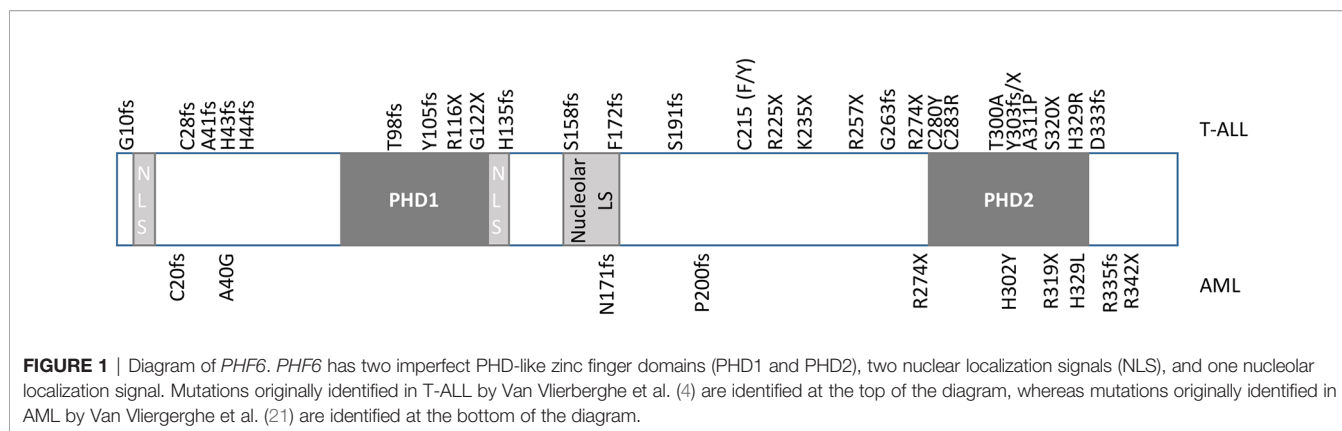 G10fs
C28fs
A41fs
H43fs
H44fs
T98fs
Y105fs
R116X
G122X
H135fs
S158fs
F172fs
S191fs
C215 (F/Y)
R225X
K235X
R257X
G263fs
R274X
C280Y
C283R
T300A
Y303fs/X
A311P
S320X
H329R
D333fs
T-ALL
NLS
PHD1
NLS
Nucleolar
LS
PHD2
C20fs
A40G
N171fs
P200fs
R274X
H302Y
R319X
H329L
R335fs
R342X
AML
FIGURE 1 | Diagram of PHF6. PHF6 has two imperfect PHD-like zinc finger domains (PHD1 and PHD2), two nuclear localization signals (NLS), and one nucleolar
localization signal. Mutations originally identified in T-ALL by Van Vlierberghe et al. (4) are identified at the top of the diagram, whereas mutations originally identified in
AML by Van Vliergerghe et al. (21) are identified at the bottom of the diagram.